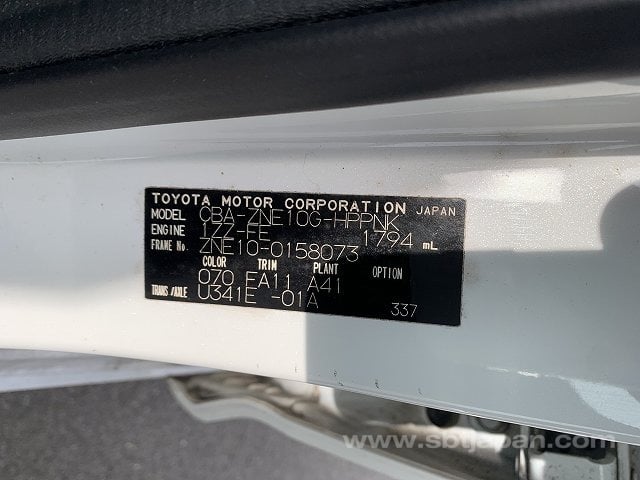 TOYOTA MOTOR CORPORATION JAPAN
MODEL CBA-ZNE10G-HPPNK
ENGINE 1ZZ-FE 1794 mL
FRAME No. ZNE10-0158073
COLOR TRIM PLANT OPTION
070 EA11 A41
TRANS/AXLE U341E -01A 337
www.sbtjapan.com